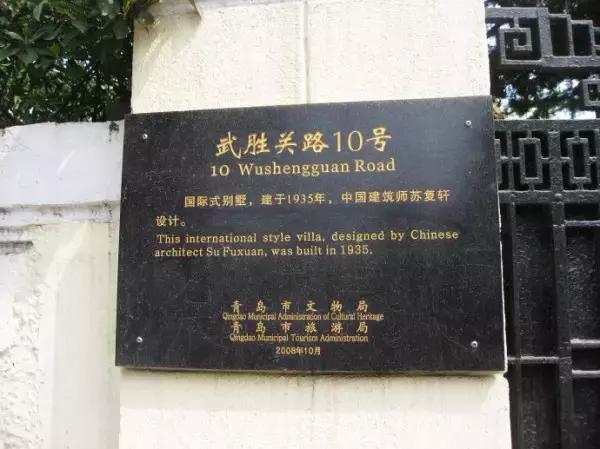 武胜关路10号
10 Wushengguan Road
国际式别墅，建于1935年，中国建筑师苏复轩
设计。
This international style villa, designed by Chinese
architect Su Fuxuan, was built in 1935.
青岛市文物局
Qingdao Municipal Administration of Cultural Heritage
青岛市旅游局
Qingdao Municipal Tourism Administration
2008年10月